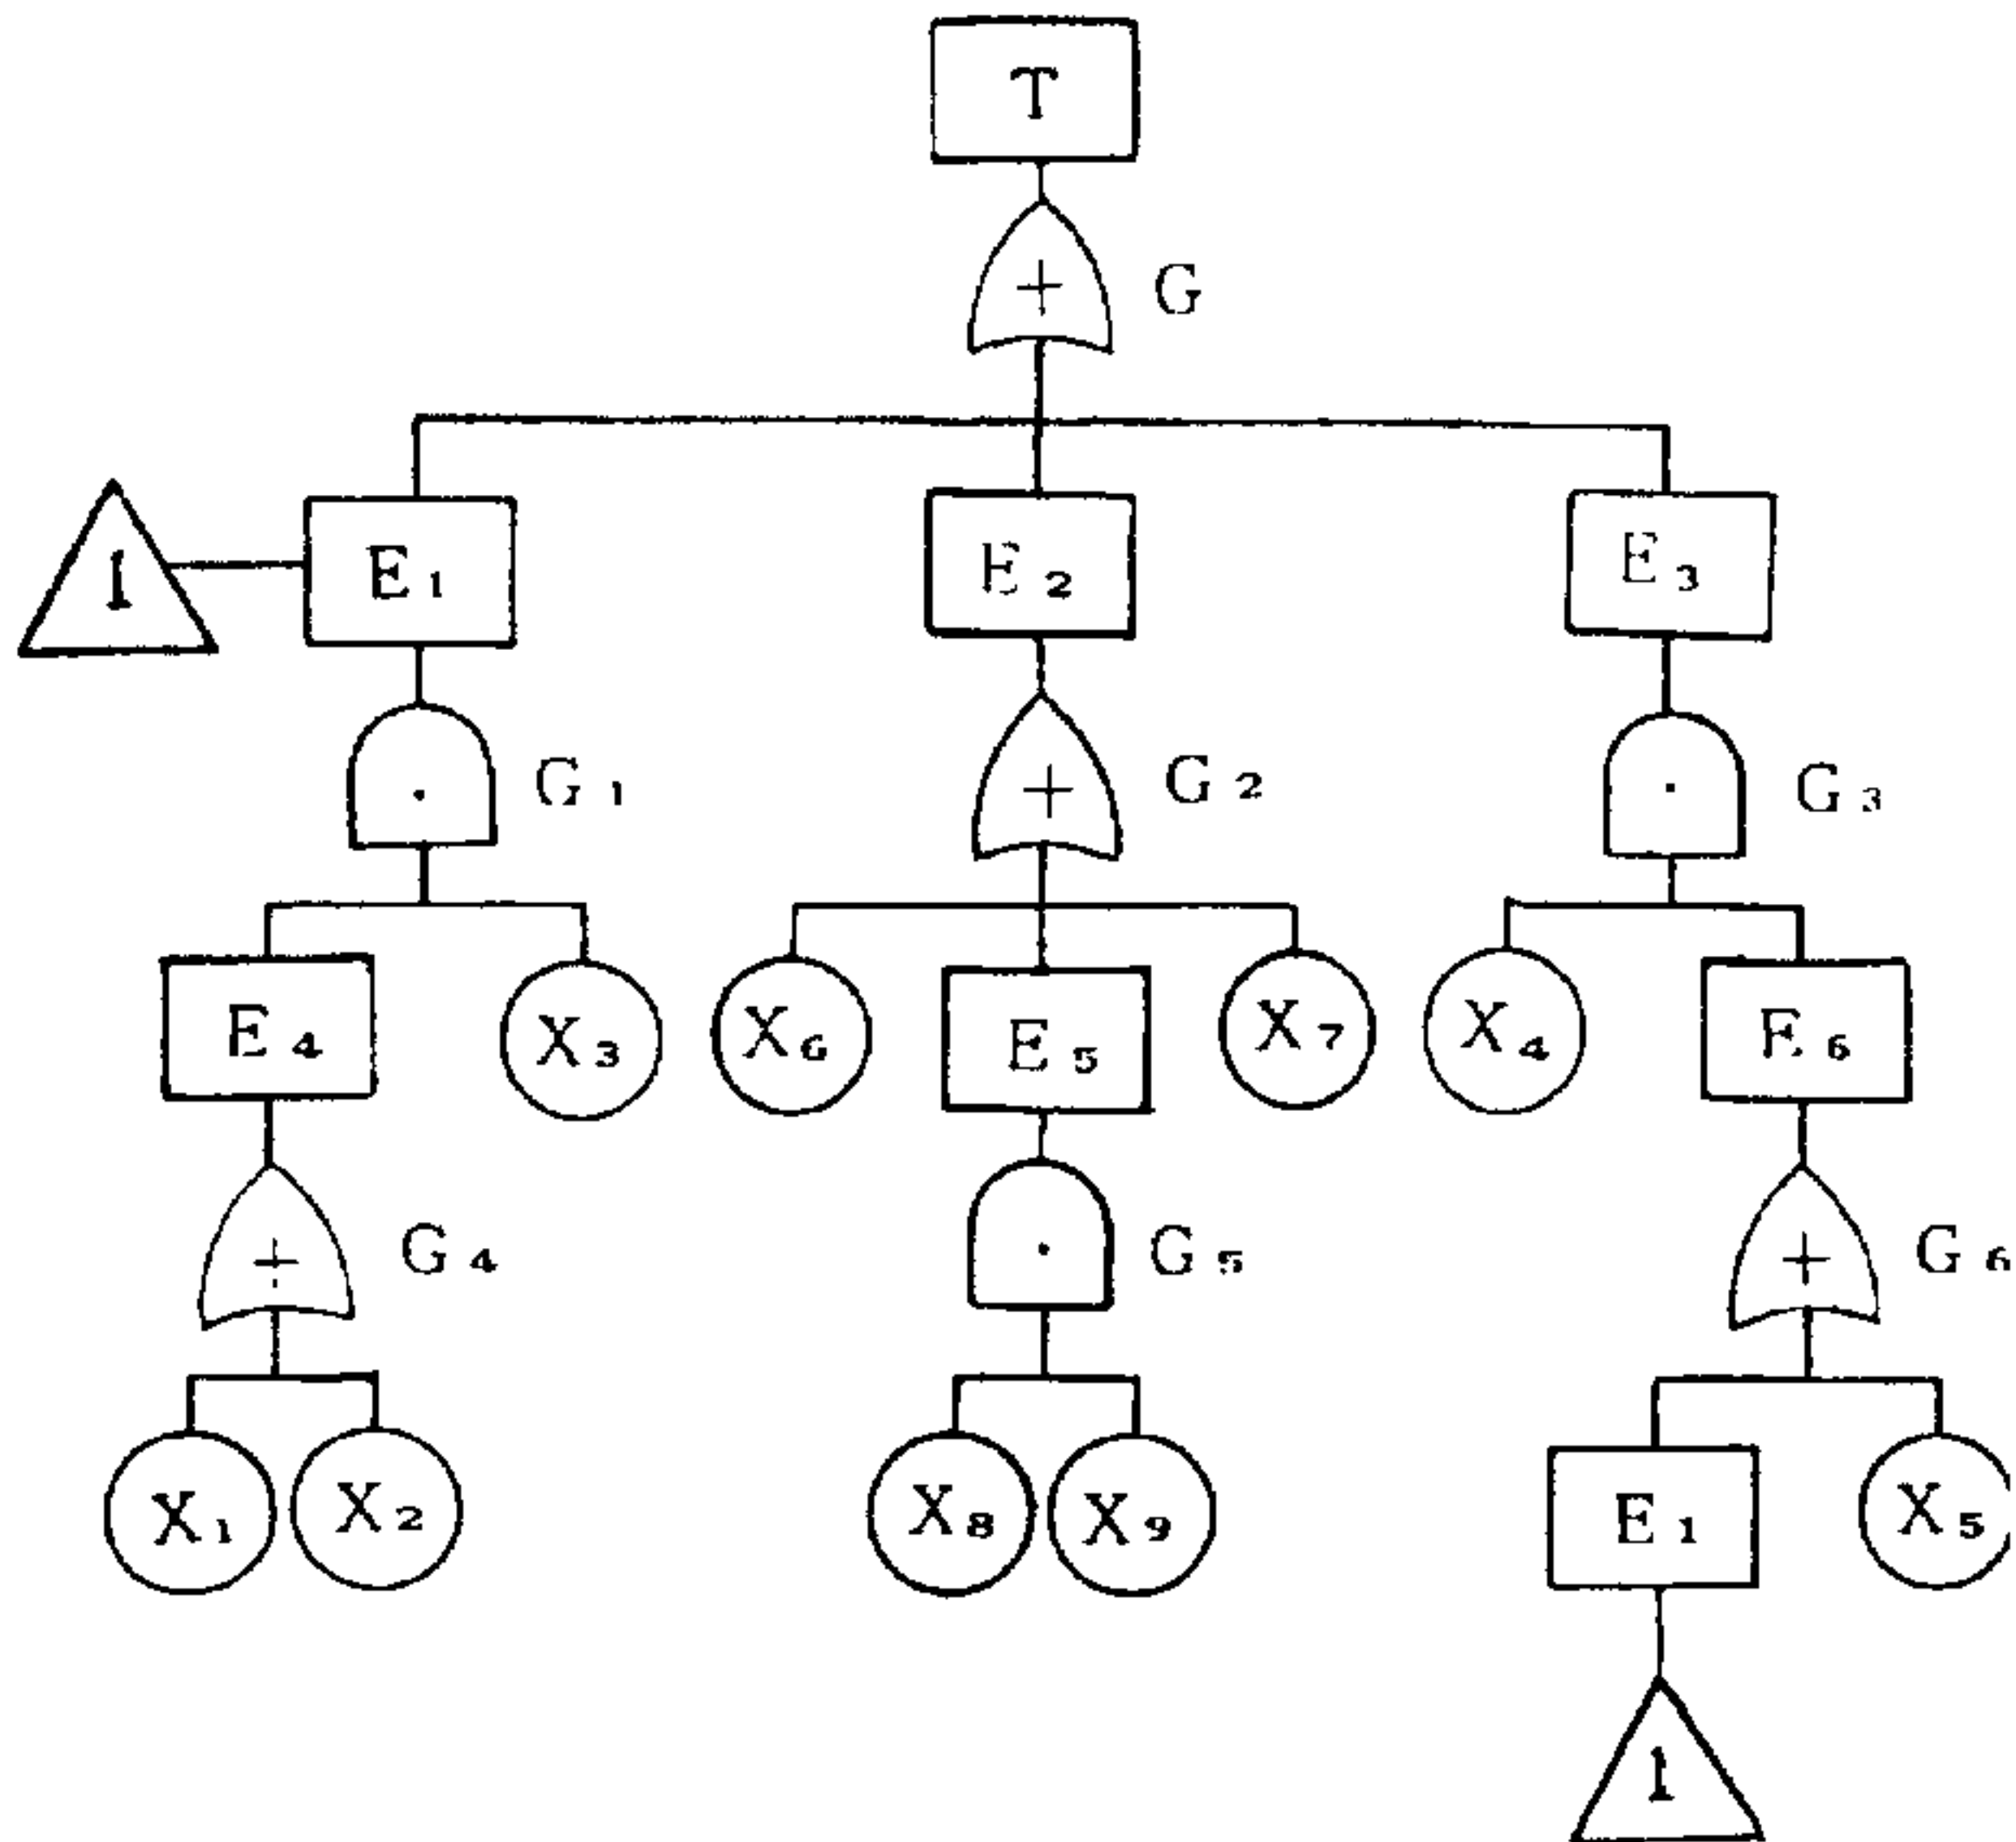 T
+ G
1 E1 E2 E3
· G1 + G2 · G3
E4 X3 X6 E5 X7 X4 E6
+ G4 · G5 + G6
X1 X2 X8 X9 E1 X5
1